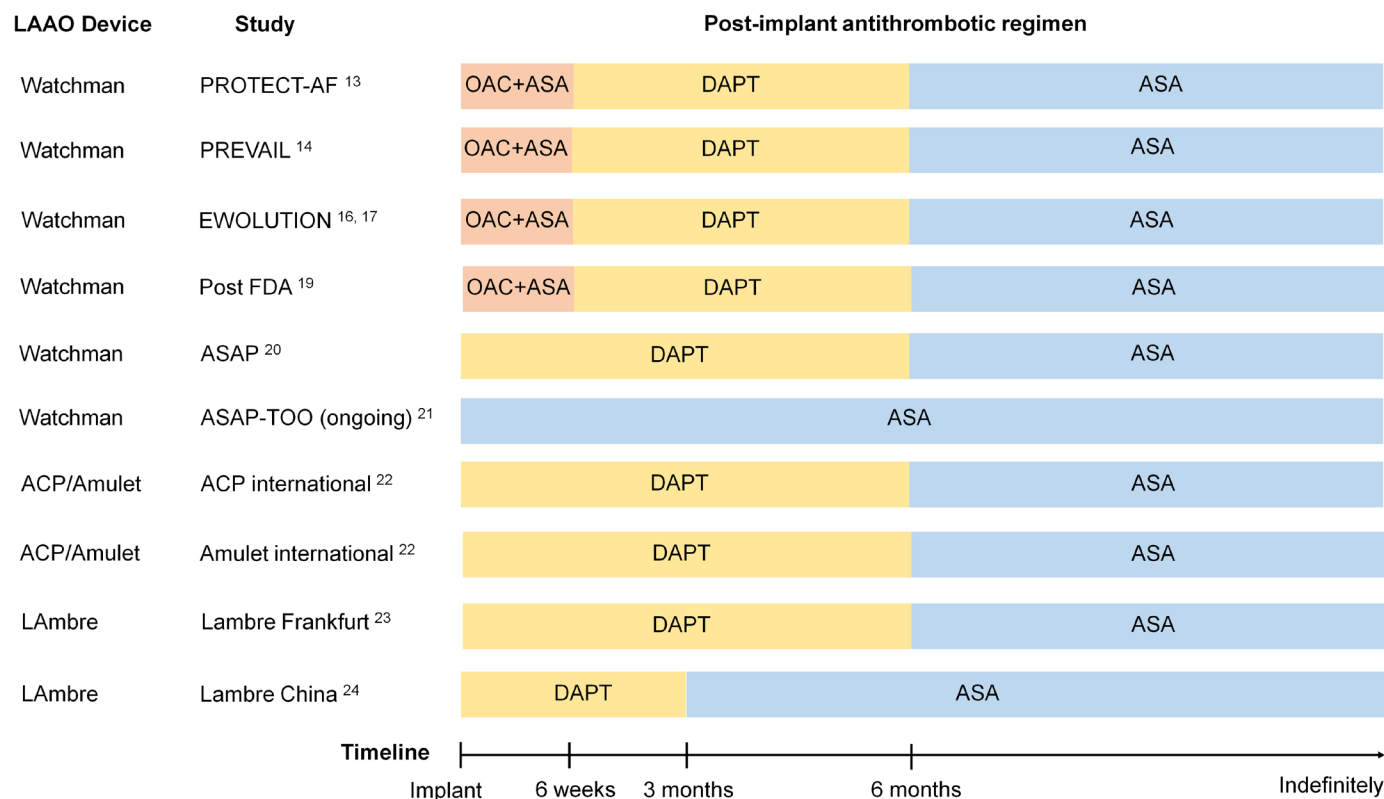 LAAO Device Study Post-implant antithrombotic regimen
Watchman PROTECT-AF 13 OAC+ASA DAPT ASA
Watchman PREVAIL 14 OAC+ASA DAPT ASA
Watchman EWOLUTION 16, 17 OAC+ASA DAPT ASA
Watchman Post FDA 19 OAC+ASA DAPT ASA
Watchman ASAP 20 DAPT ASA
Watchman ASAP-TOO (ongoing) 21 ASA
ACP/Amulet ACP international 22 DAPT ASA
ACP/Amulet Amulet international 22 DAPT ASA
LAmbre Lambre Frankfurt 23 DAPT ASA
LAmbre Lambre China 24 DAPT ASA
Timeline
Implant 6 weeks 3 months 6 months Indefinitely